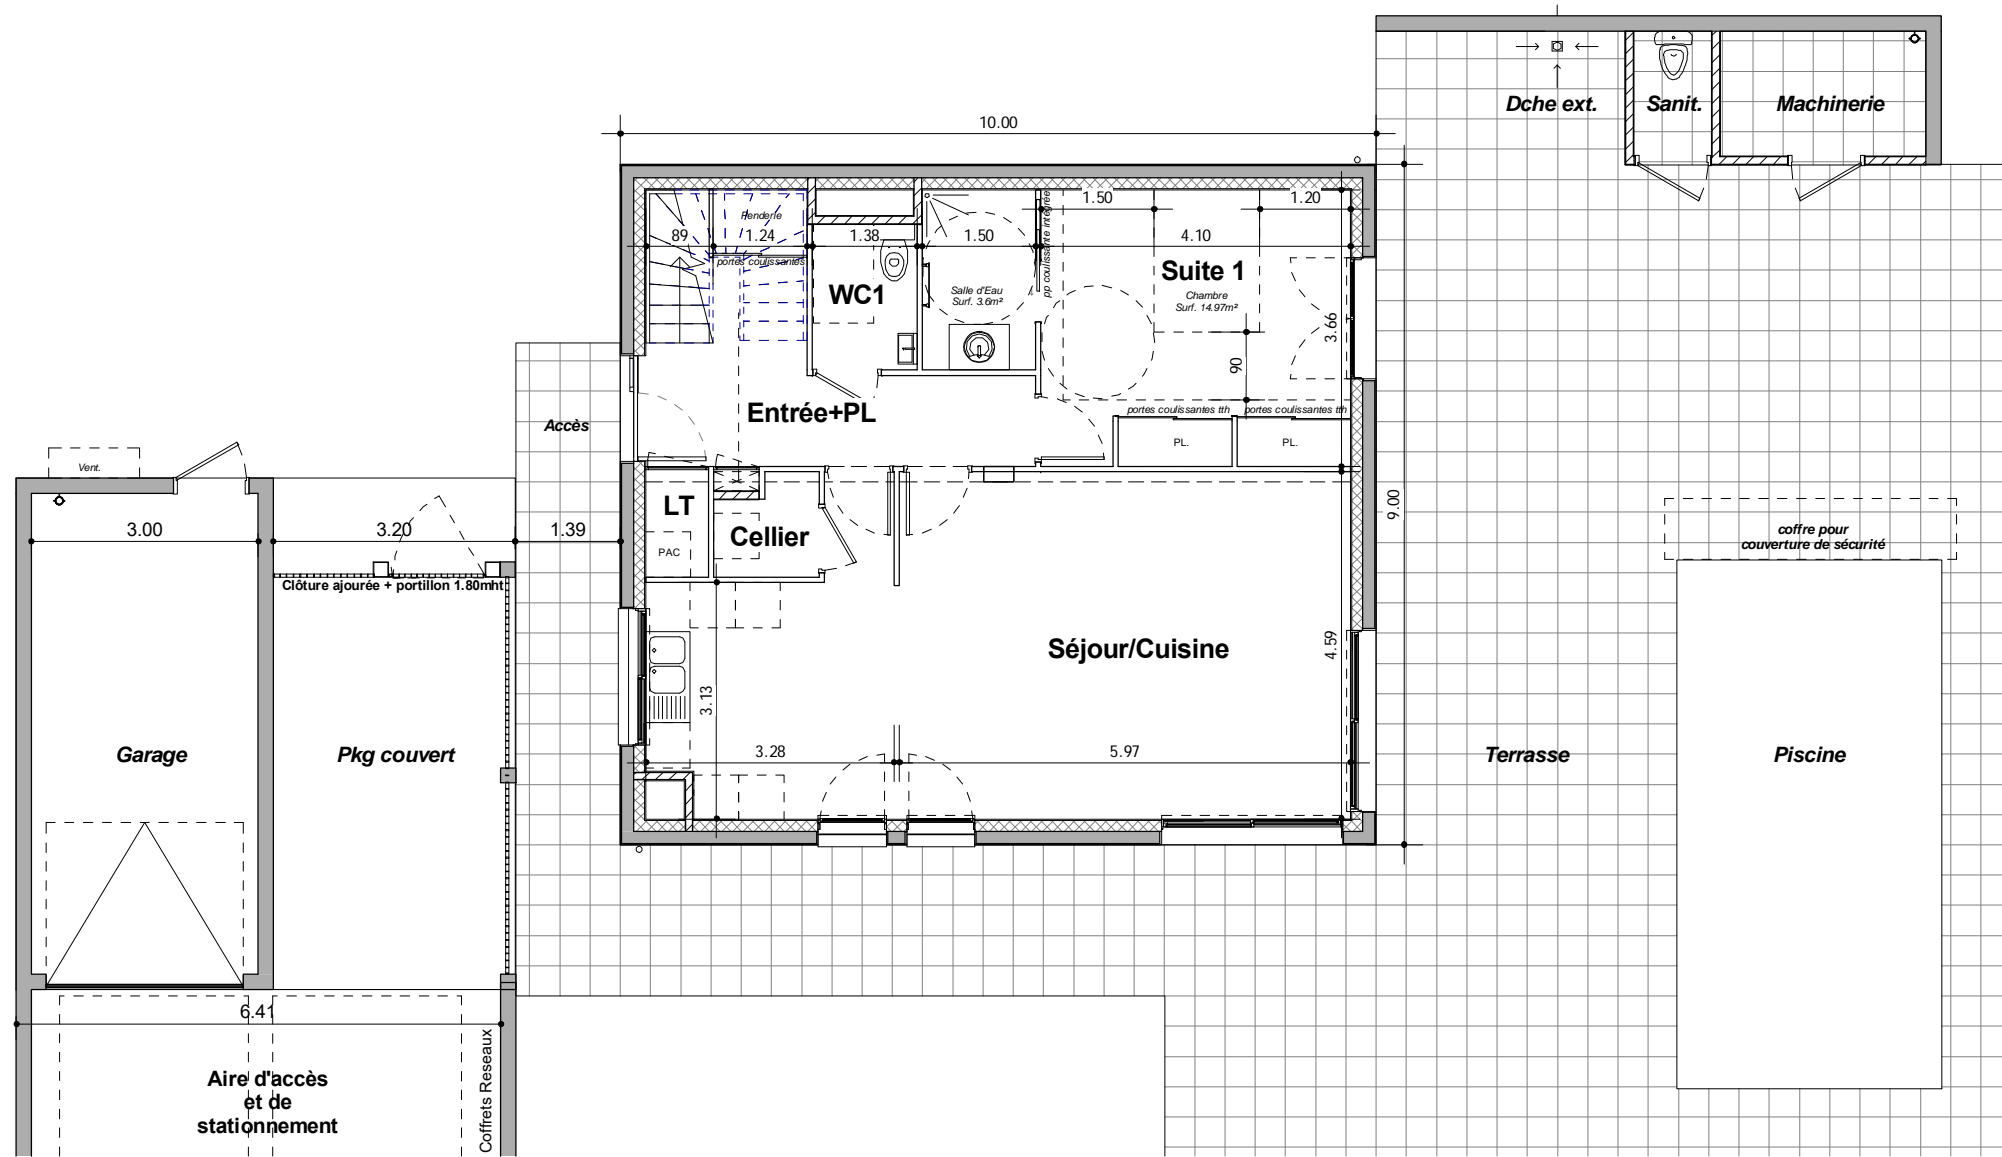 Dche ext.
Sanit.
Machinerie
10.00
1.50
1.20
Penderie
89
1.24
1.38
1.50
4.10
portes coulissantes
pp coulissante intégrée
WC1
Salle d'Eau
Surf. 3.6m²
Suite 1
Chambre
Surf. 14.97m²
3.66
90
Entrée+PL
portes coulissantes tth
portes coulissantes tth
PL.
PL.
Accès
Vent.
LT
PAC
Cellier
9.00
3.00
3.20
1.39
Clôture ajourée + portillon 1.80mht
coffre pour
couverture de sécurité
Séjour/Cuisine
4.59
3.13
3.28
5.97
Garage
Pkg couvert
Terrasse
Piscine
6.41
Aire d'accès
et de
stationnement
Coffrets Reseaux